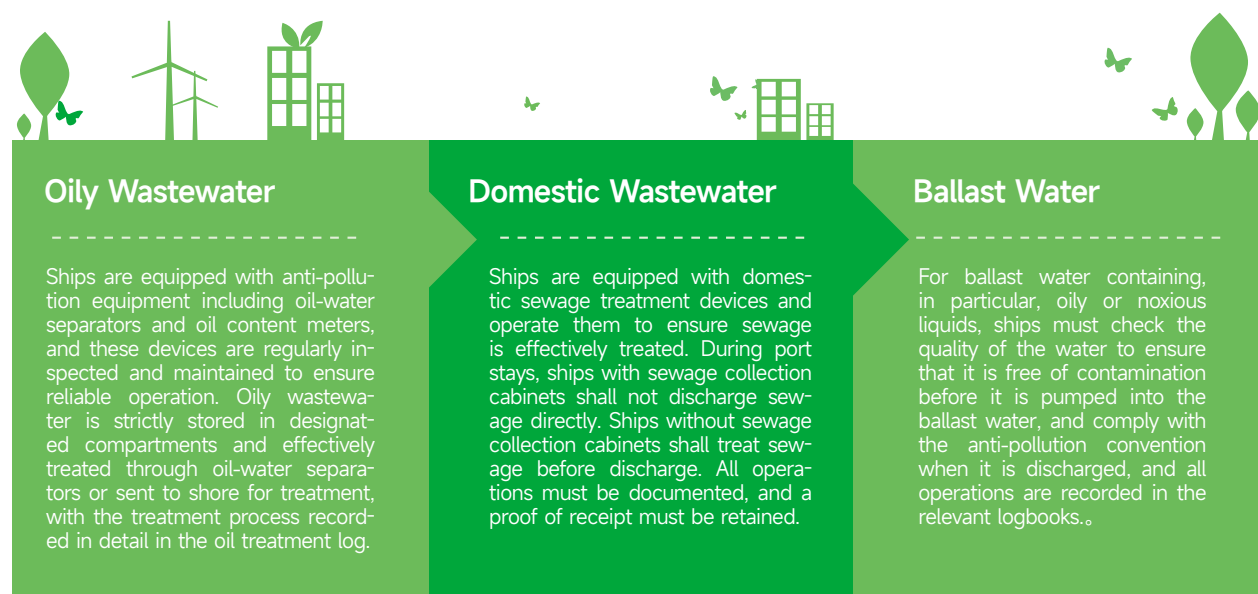 Oily Wastewater
Ships are equipped with anti-pollu-
tion equipment including oil-water
separators and oil content meters,
and these devices are regularly in-
spected and maintained to ensure
reliable operation. Oily wastewa-
ter is strictly stored in designat-
ed compartments and effectively
treated through oil-water separa-
tors or sent to shore for treatment,
with the treatment process record-
ed in detail in the oil treatment log.
Domestic Wastewater
Ships are equipped with domes-
tic sewage treatment devices and
operate them to ensure sewage
is effectively treated. During port
stays, ships with sewage collection
cabinets shall not discharge sew-
age directly. Ships without sewage
collection cabinets shall treat sew-
age before discharge. All opera-
tions must be documented, and a
proof of receipt must be retained.
Ballast Water
For ballast water containing,
in particular, oily or noxious
liquids, ships must check the
quality of the water to ensure
that it is free of contamination
before it is pumped into the
ballast water, and comply with
the anti-pollution convention
when it is discharged, and all
operations are recorded in the
relevant logbooks.。